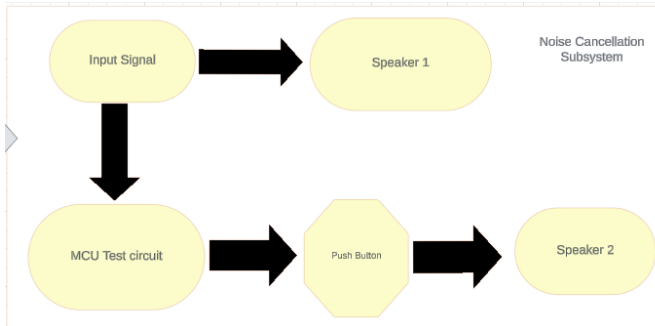 Input Signal
Speaker 1
Noise Cancellation
Subsystem
MCU Test circuit
Push Button
Speaker 2